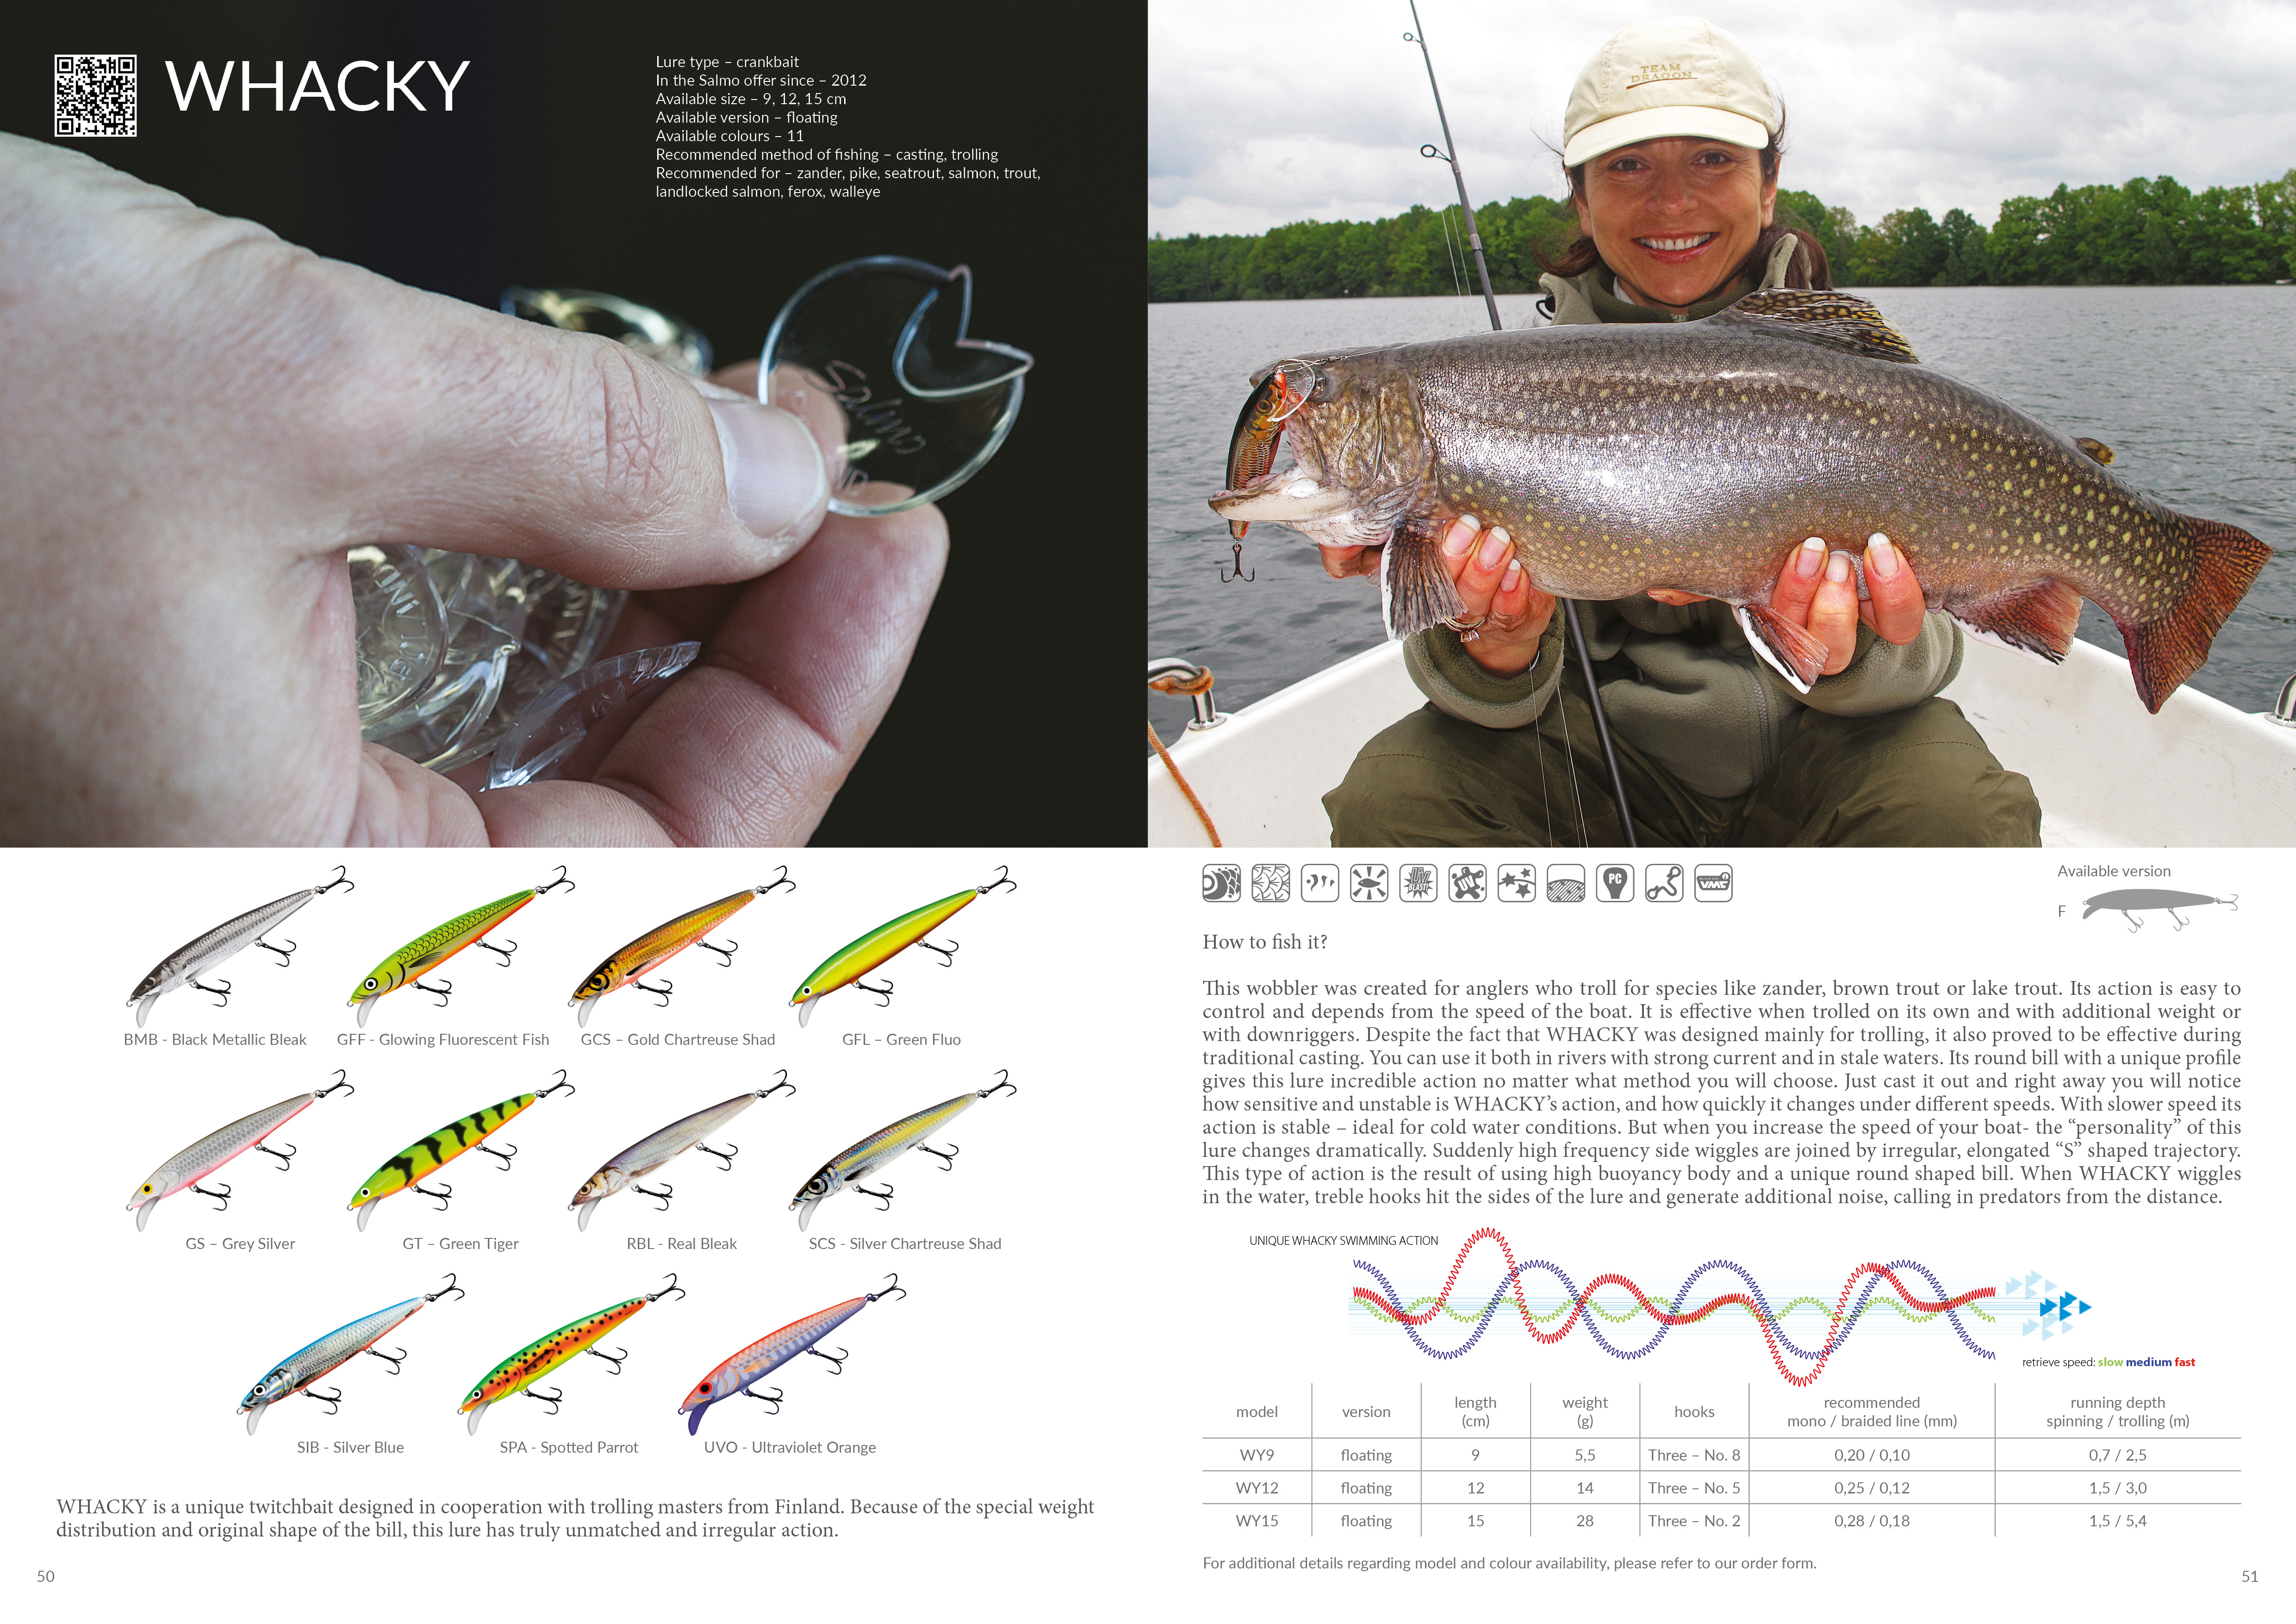 WHACKY
Lure type – crankbait
In the Salmo offer since – 2012
Available size – 9, 12, 15 cm
Available version – floating
Available colours – 11
Recommended method of fishing – casting, trolling
Recommended for – zander, pike, seatrout, salmon, trout,
landlocked salmon, ferox, walleye
Salmo
TEAM
DRAGON
BMB - Black Metallic Bleak
GFF - Glowing Fluorescent Fish
GCS – Gold Chartreuse Shad
GFL – Green Fluo
GS – Grey Silver
GT – Green Tiger
RBL - Real Bleak
SCS - Silver Chartreuse Shad
SIB - Silver Blue
SPA - Spotted Parrot
UVO - Ultraviolet Orange
WHACKY is a unique twitchbait designed in cooperation with trolling masters from Finland. Because of the special weight
distribution and original shape of the bill, this lure has truly unmatched and irregular action.
50
UV
BLAST!
UV
PC
VMC
Available version
F
How to fish it?
This wobbler was created for anglers who troll for species like zander, brown trout or lake trout. Its action is easy to
control and depends from the speed of the boat. It is effective when trolled on its own and with additional weight or
with downriggers. Despite the fact that WHACKY was designed mainly for trolling, it also proved to be effective during
traditional casting. You can use it both in rivers with strong current and in stale waters. Its round bill with a unique profile
gives this lure incredible action no matter what method you will choose. Just cast it out and right away you will notice
how sensitive and unstable is WHACKY's action, and how quickly it changes under different speeds. With slower speed its
action is stable – ideal for cold water conditions. But when you increase the speed of your boat- the “personality” of this
lure changes dramatically. Suddenly high frequency side wiggles are joined by irregular, elongated “S” shaped trajectory.
This type of action is the result of using high buoyancy body and a unique round shaped bill. When WHACKY wiggles
in the water, treble hooks hit the sides of the lure and generate additional noise, calling in predators from the distance.
UNIQUE WHACKY SWIMMING ACTION
retrieve speed: slow medium fast
model version length (cm) weight (g) hooks recommended mono / braided line (mm) running depth spinning / trolling (m)
WY9 floating 9 5,5 Three – No. 8 0,20 / 0,10 0,7 / 2,5
WY12 floating 12 14 Three – No. 5 0,25 / 0,12 1,5 / 3,0
WY15 floating 15 28 Three – No. 2 0,28 / 0,18 1,5 / 5,4
For additional details regarding model and colour availability, please refer to our order form.
51